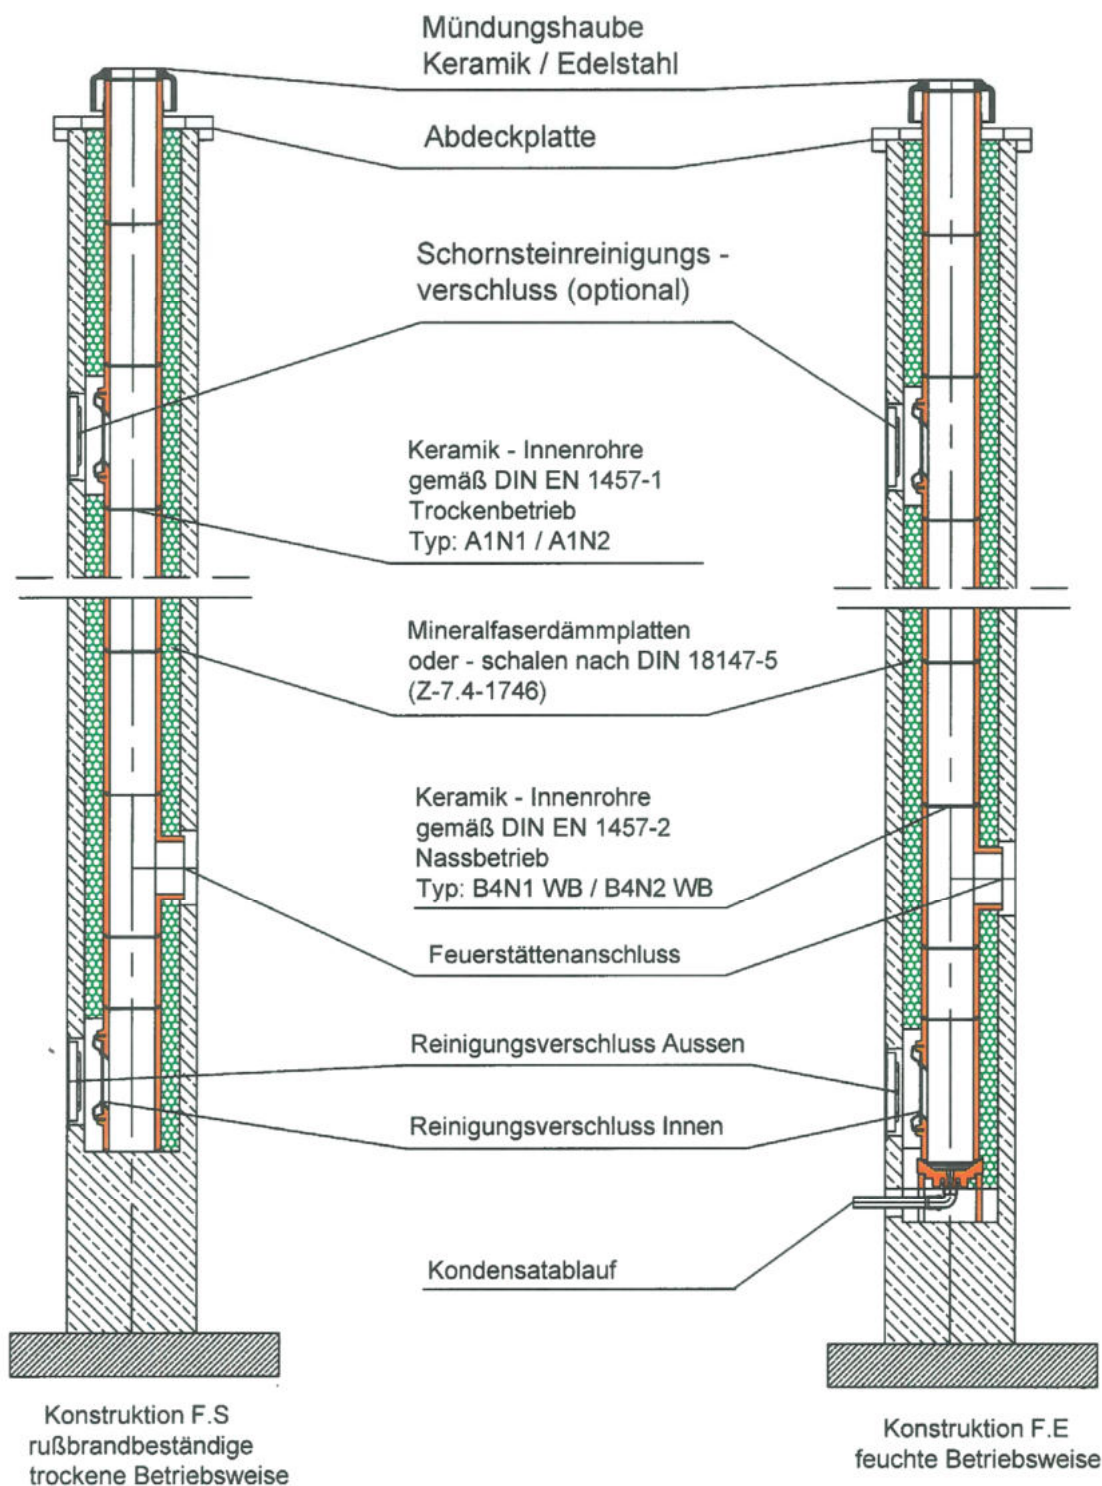 Mündungshaube
Keramik / Edelstahl
Abdeckplatte
Schornsteinreinigungs -
verschluss (optional)
Keramik - Innenrohre
gemäß DIN EN 1457-1
Trockenbetrieb
Typ: A1N1 / A1N2
Mineralfaserdämmplatten
oder - schalen nach DIN 18147-5
(Z-7.4-1746)
Keramik - Innenrohre
gemäß DIN EN 1457-2
Nassbetrieb
Typ: B4N1 WB / B4N2 WB
Feuerstättenanschluss
Reinigungsverschluss Aussen
Reinigungsverschluss Innen
Kondensatablauf
Konstruktion F.S
rußbrandbeständige
trockene Betriebsweise
Konstruktion F.E
feuchte Betriebsweise